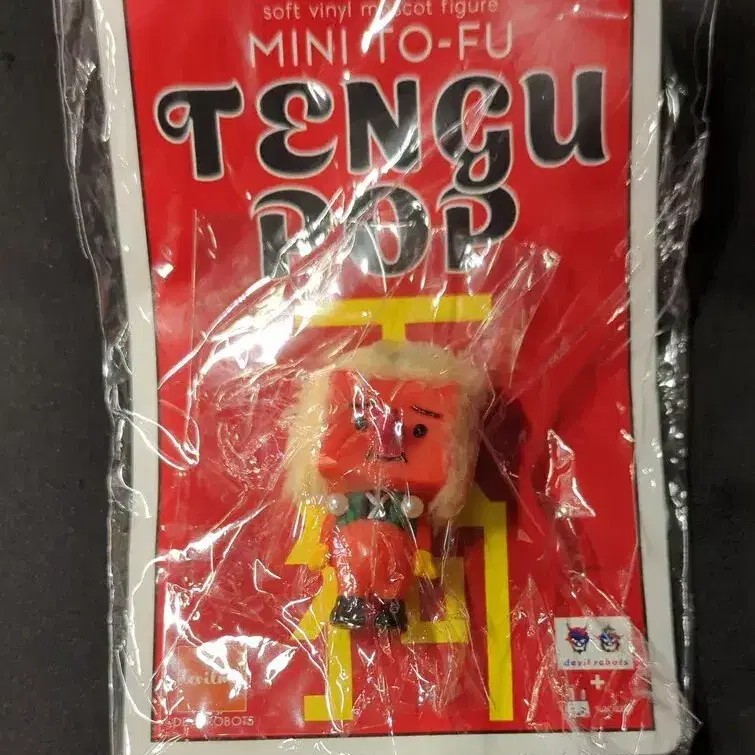 soft vinyl mascot figure
MINI TO-FU
TENGU
POP
devil robots
+